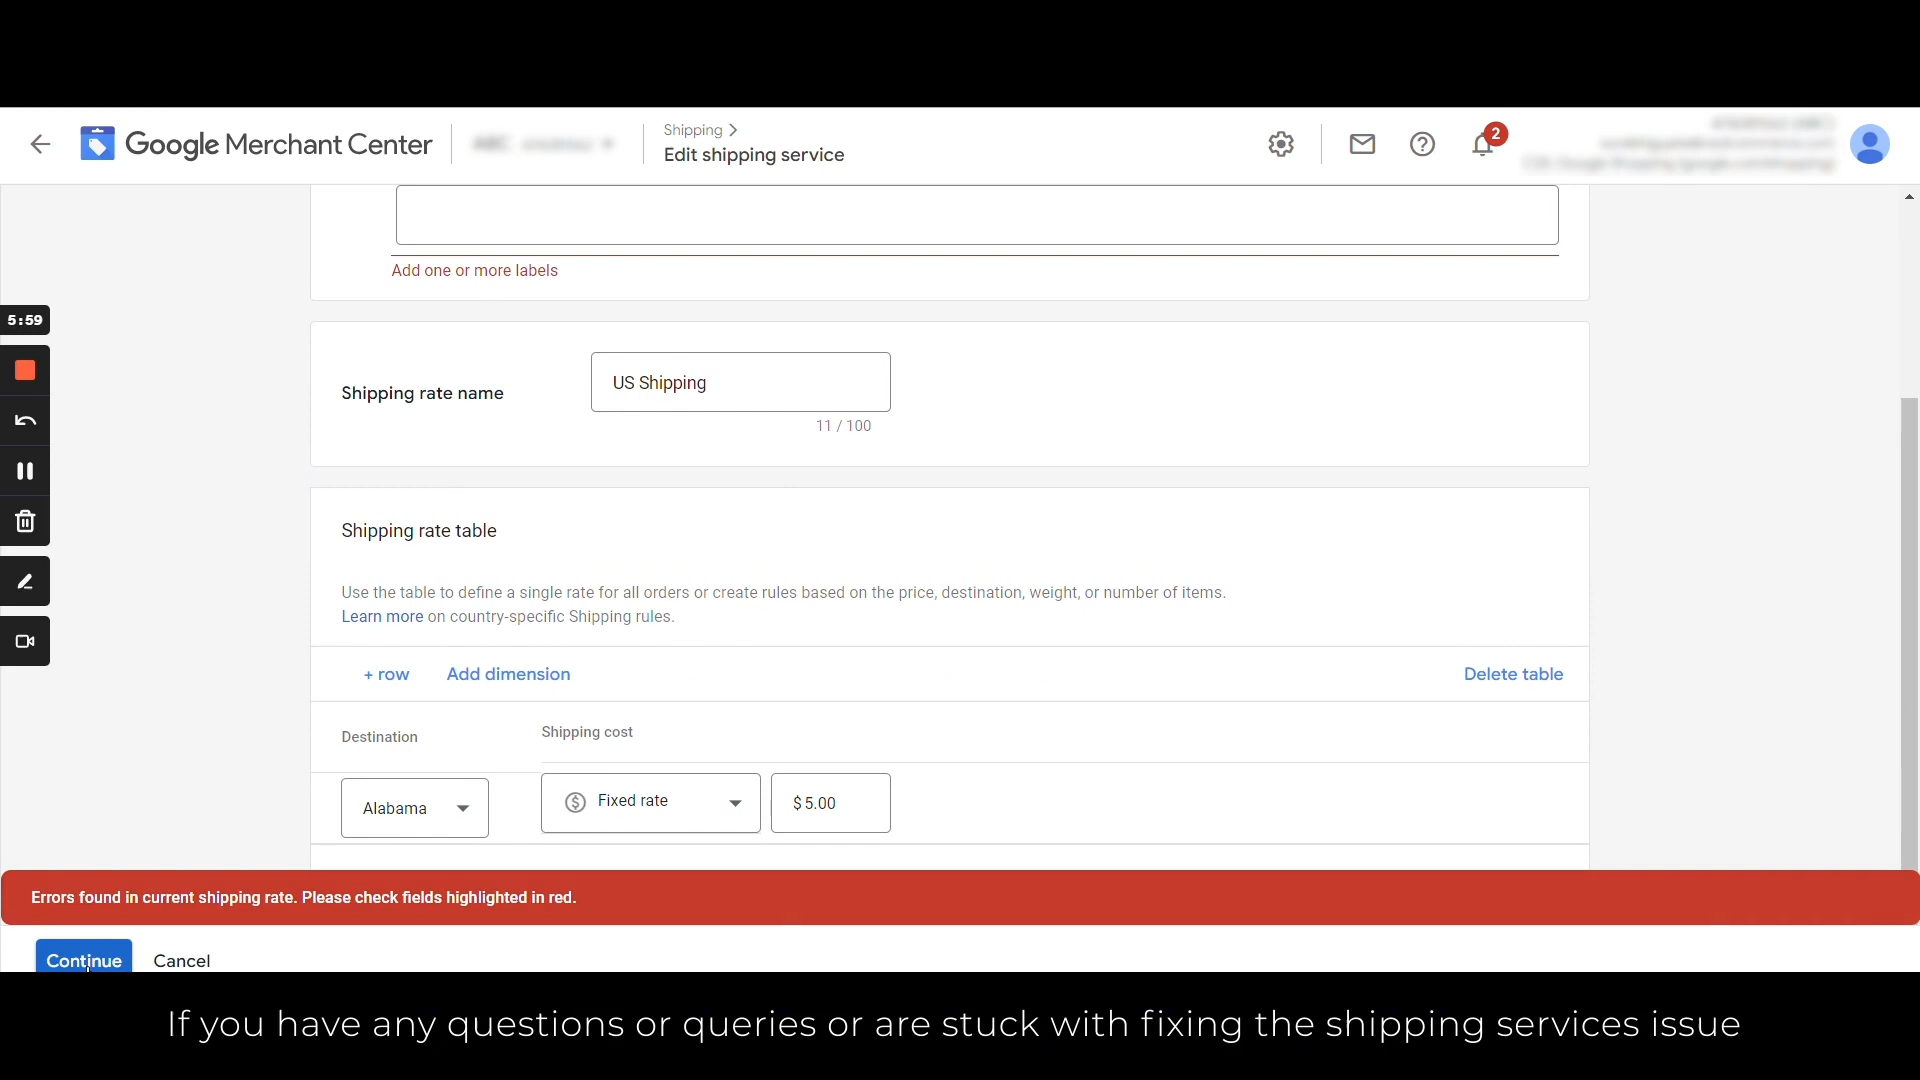 Google Merchant Center
ABC
Shipping
Edit shipping service
2
Add one or more labels
5:59
Shipping rate name
US Shipping
11 / 100
Shipping rate table
Use the table to define a single rate for all orders or create rules based on the price, destination, weight, or number of items.
Learn more on country-specific Shipping rules.
+ row Add dimension Delete table
Destination
Shipping cost
Alabama
Fixed rate
$ 5.00
Errors found in current shipping rate. Please check fields highlighted in red.
Continue Cancel
If you have any questions or queries or are stuck with fixing the shipping services issue